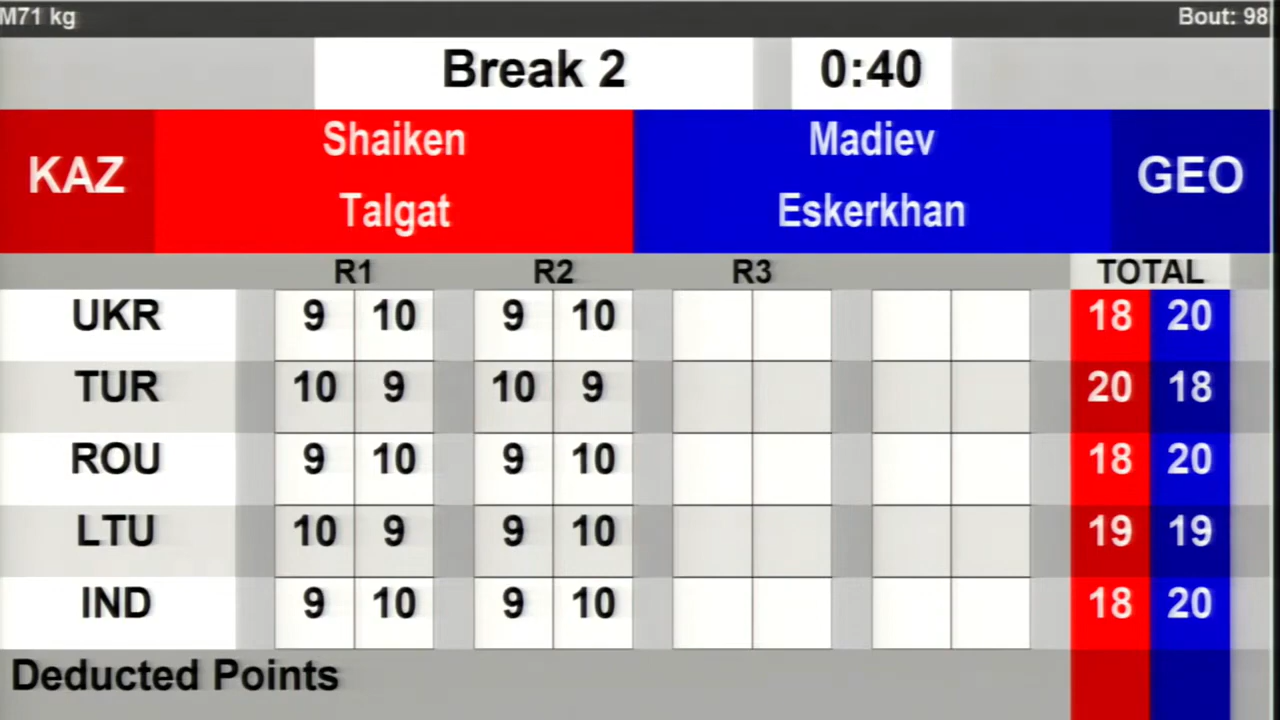 M71 kg Bout: 98
Break 2 0:40
KAZ Shaiken Talgat Madiev Eskerkhan GEO
R1 R2 R3 TOTAL
UKR 9 10 9 10 18 20
TUR 10 9 10 9 20 18
ROU 9 10 9 10 18 20
LTU 10 9 9 10 19 19
IND 9 10 9 10 18 20
Deducted Points